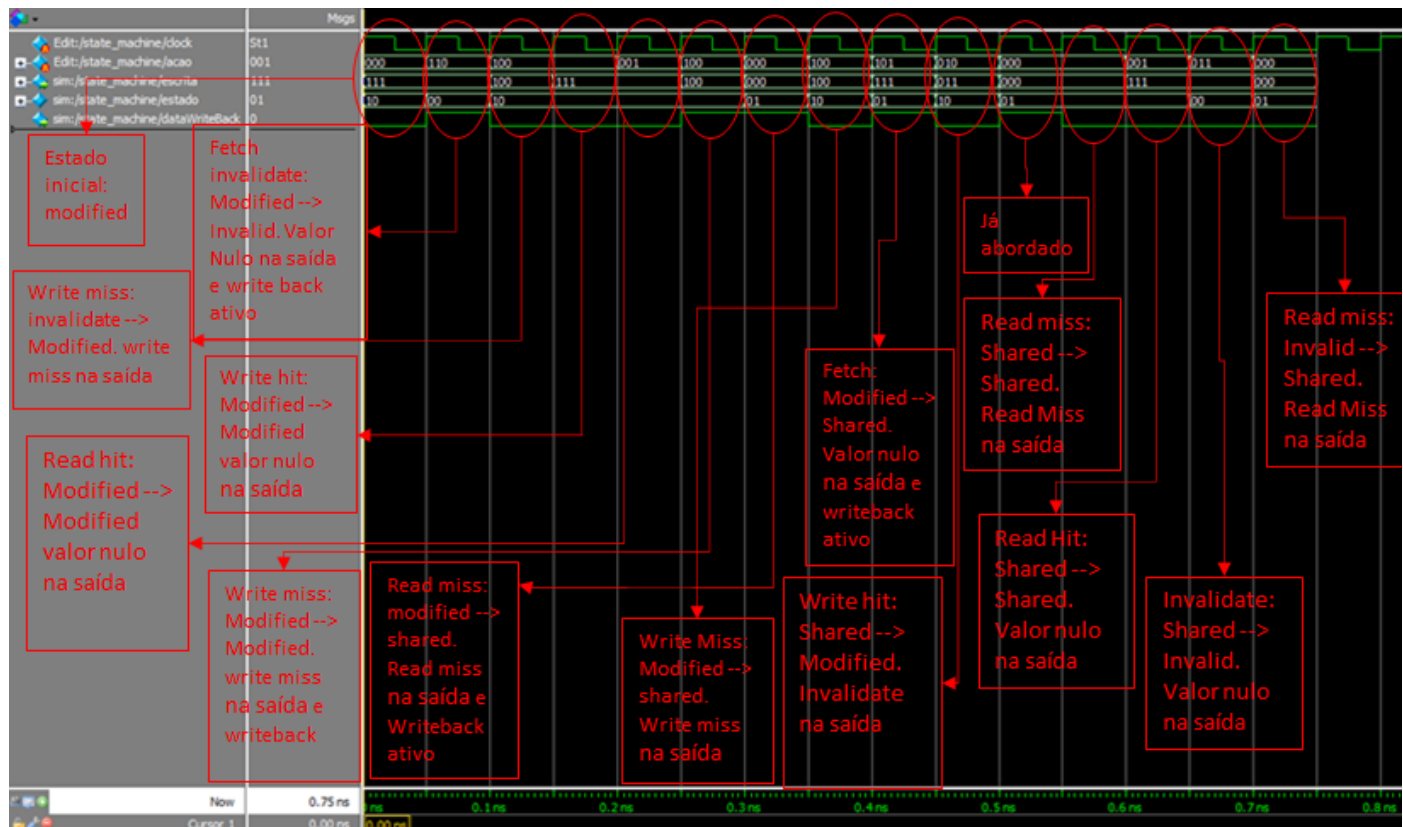 Msgs
Edit:/state_machine/clock St1
Edit:/state_machine/acao 001 000 110 100 001 100 000 100 101 010 000 001 011 000
sim:/state_machine/escrita 111 111 100 111 100 000 100 111 011 000 111 000
sim:/state_machine/estado 01 10 00 10 01 10 01 10 01 00 01
sim:/state_machine/dataWriteBack 0
Estado
inicial:
modified
Fetch
invalidate:
Modified-->
Invalid. Valor
Nulo na saída
e write back
ativo
Write miss:
invalidate-->
Modified. write
miss na saída
Write hit:
Modified-->
Modified
valor nulo
na saída
Read hit:
Modified-->
Modified
valor nulo
na saída
Write miss:
Modified-->
Modified.
write miss
na saída e
writeback
Read miss:
modified -->
shared.
Read miss
na saída e
Writeback
ativo
Write Miss:
Modified-->
shared.
Write miss
na saída
Fetch:
Modified-->
Shared.
Valor nulo
na saída e
writeback
ativo
Write hit:
Shared-->
Modified.
Invalidate
na saída
Já
abordado
Read miss:
Shared-->
Shared.
Read Miss
na saída
Read Hit:
Shared-->
Shared.
Valor nulo
na saída
Invalidate:
Shared-->
Invalid.
Valor nulo
na saída
Read miss:
Invalid-->
Shared.
Read Miss
na saída
Now 0.75 ns ns 0.1 ns 0.2 ns 0.3 ns 0.4 ns 0.5 ns 0.6 ns 0.7 ns 0.8 ns
Cursor 1 0.00 ns 0.00 ns